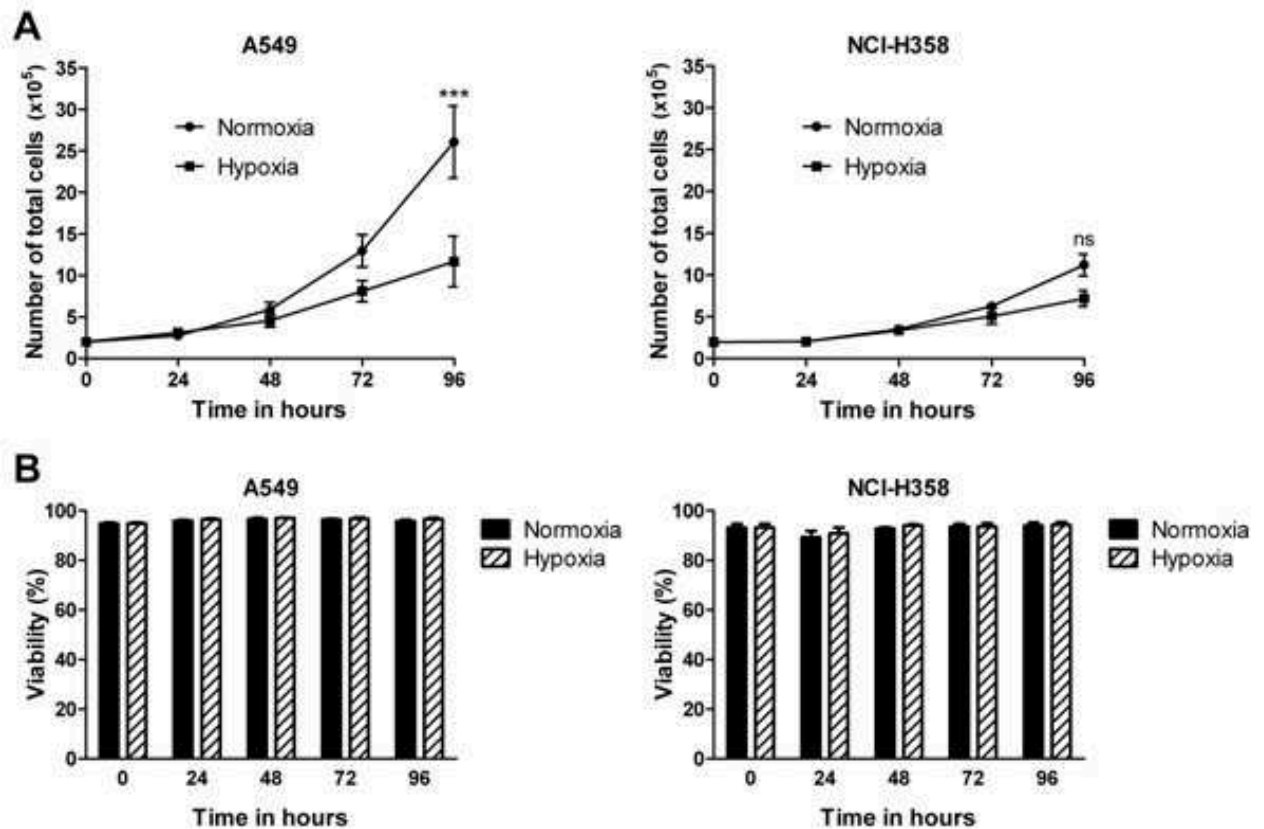 A
A549
Number of total cells (x10⁵)
35
30
25
20
15
10
5
0
Normoxia
Hypoxia
***
0 24 48 72 96
Time in hours
NCI-H358
Number of total cells (x10⁵)
35
30
25
20
15
10
5
0
Normoxia
Hypoxia
ns
0 24 48 72 96
Time in hours
B
A549
Viability (%)
100
80
60
40
20
0
Normoxia
Hypoxia
0 24 48 72 96
Time in hours
NCI-H358
Viability (%)
100
80
60
40
20
0
Normoxia
Hypoxia
0 24 48 72 96
Time in hours